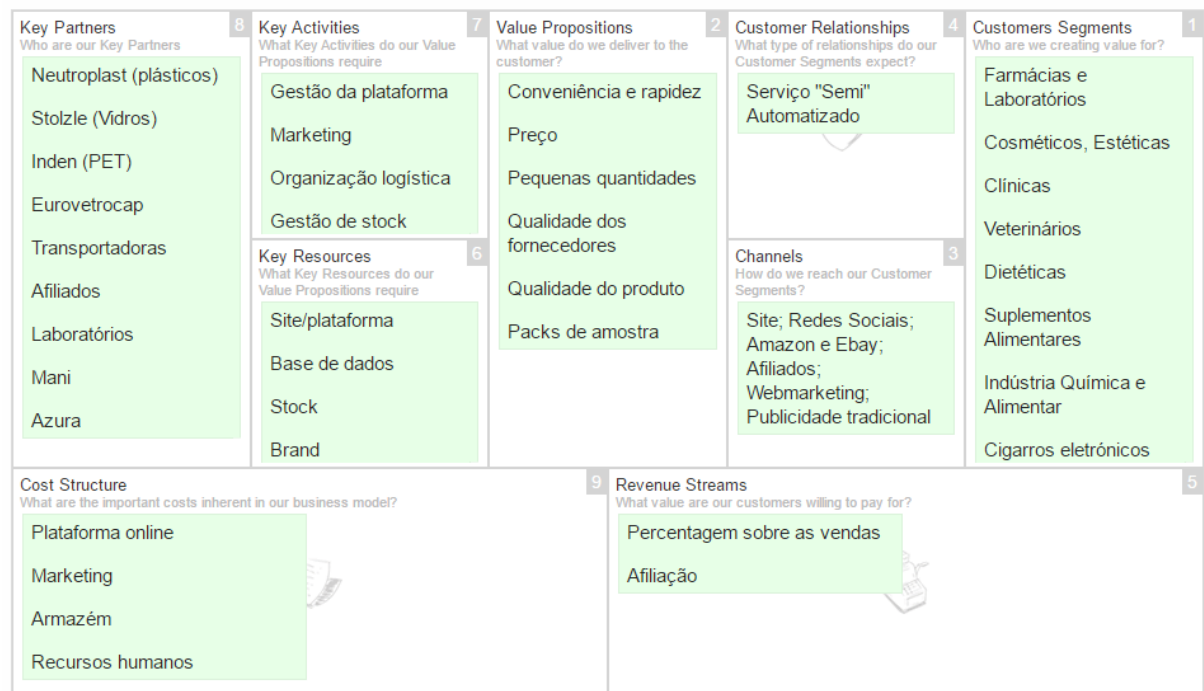 Key Partners
8
Who are our Key Partners
Neutroplast (plásticos)
Stolzle (Vidros)
Inden (PET)
Eurovetrocap
Transportadoras
Afiliados
Laboratórios
Mani
Azura
Key Activities
7
What Key Activities do our Value
Propositions require
Gestão da plataforma
Marketing
Organização logística
Gestão de stock
Key Resources
6
What Key Resources do our
Value Propositions require
Site/plataforma
Base de dados
Stock
Brand
Value Propositions
2
What value do we deliver to the
customer?
Conveniência e rapidez
Preço
Pequenas quantidades
Qualidade dos
fornecedores
Qualidade do produto
Packs de amostra
Customer Relationships
4
What type of relationships do our
Customer Segments expect?
Serviço "Semi"
Automatizado
Channels
3
How do we reach our Customer
Segments?
Site; Redes Sociais;
Amazon e Ebay;
Afiliados;
Webmarketing;
Publicidade tradicional
Customers Segments
1
Who are we creating value for?
Farmácias e
Laboratórios
Cosméticos, Estéticas
Clínicas
Veterinários
Dietéticas
Suplementos
Alimentares
Indústria Química e
Alimentar
Cigarros eletrónicos
Cost Structure
9
What are the important costs inherent in our business model?
Plataforma online
Marketing
Armazém
Recursos humanos
Revenue Streams
5
What value are our customers willing to pay for?
Percentagem sobre as vendas
Afiliação